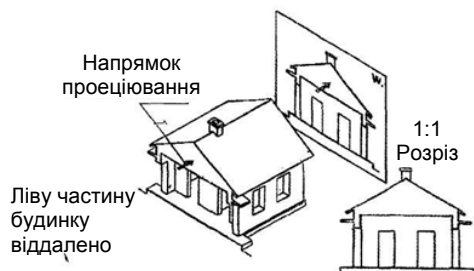 Напрямок
проеціювання
W
1:1
Розріз
Ліву частину
будинку
віддалено